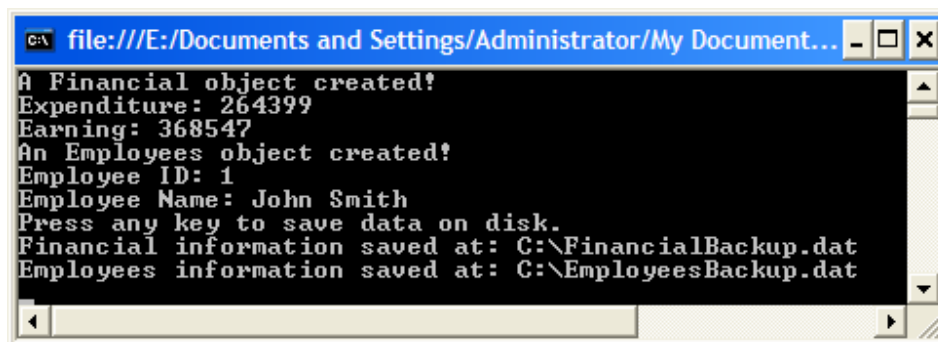 C:\ file:///E:/Documents and Settings/Administrator/My Document...
A Financial object created!
Expenditure: 264399
Earning: 368547
An Employees object created!
Employee ID: 1
Employee Name: John Smith
Press any key to save data on disk.
Financial information saved at: C:\FinancialBackup.dat
Employees information saved at: C:\EmployeesBackup.dat